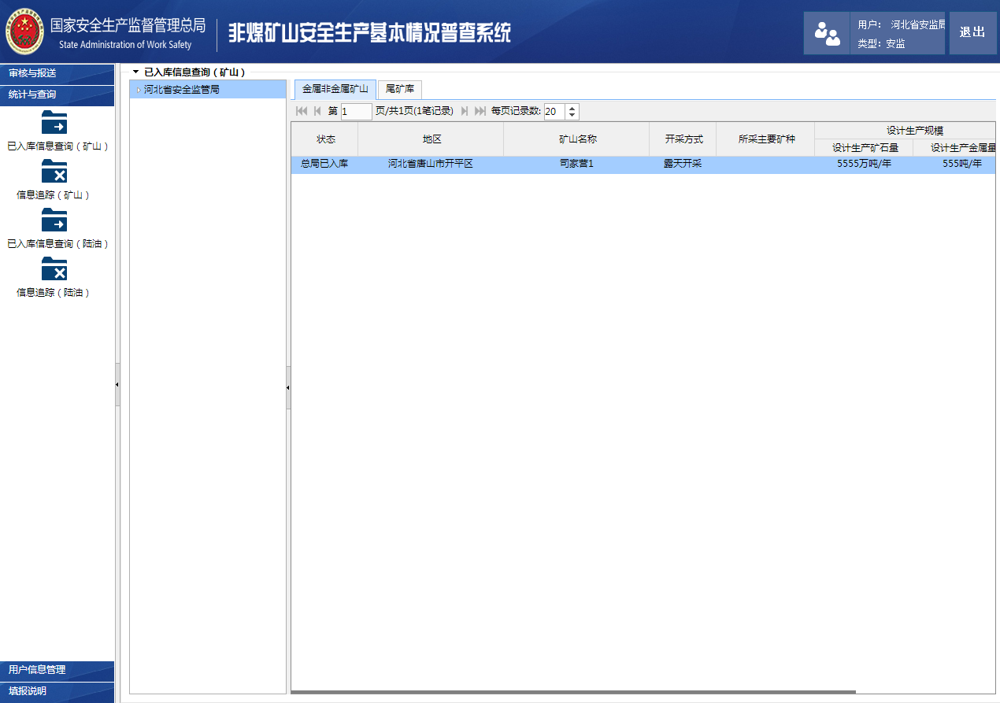 国家安全生产监督管理总局
State Administration of Work Safety
非煤矿山安全生产基本情况普查系统
用户： 河北省安监局
类型：安监
退出
审核与报送
统计与查询
已入库信息查询（矿山）
信息追踪（矿山）
已入库信息查询（陆油）
信息追踪（陆油）
用户信息管理
填报说明
已入库信息查询（矿山）
河北省安全监管局
金属非金属矿山 尾矿库
第 1 页/共1页(1笔记录) 每页记录数: 20
状态 地区 矿山名称 开采方式 所采主要矿种 设计生产规模
设计生产矿石量 设计生产金属量
总局已入库 河北省唐山市开平区 司家营1 露天开采 5555万吨/年 555吨/年